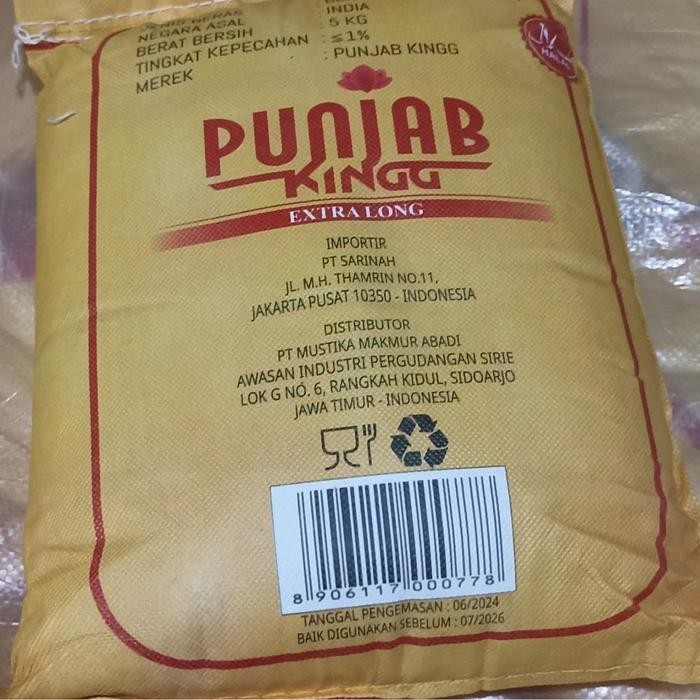 JENIS BERAS
NEGARA ASAL : INDIA
BERAT BERSIH : 5 KG
TINGKAT KEPECAHAN : ≤ 1%
MEREK : PUNJAB KINGG
HALAL
PUNJAB
KINGG
EXTRA LONG
IMPORTIR
PT SARINAH
JL. M.H. THAMRIN NO.11,
JAKARTA PUSAT 10350 - INDONESIA
DISTRIBUTOR
PT MUSTIKA MAKMUR ABADI
AWASAN INDUSTRI PERGUDANGAN SIRIE
LOK G NO. 6, RANGKAH KIDUL, SIDOARJO
JAWA TIMUR - INDONESIA
8 906117 000778
TANGGAL PENGEMASAN : 06/2024
BAIK DIGUNAKAN SEBELUM : 07/2026